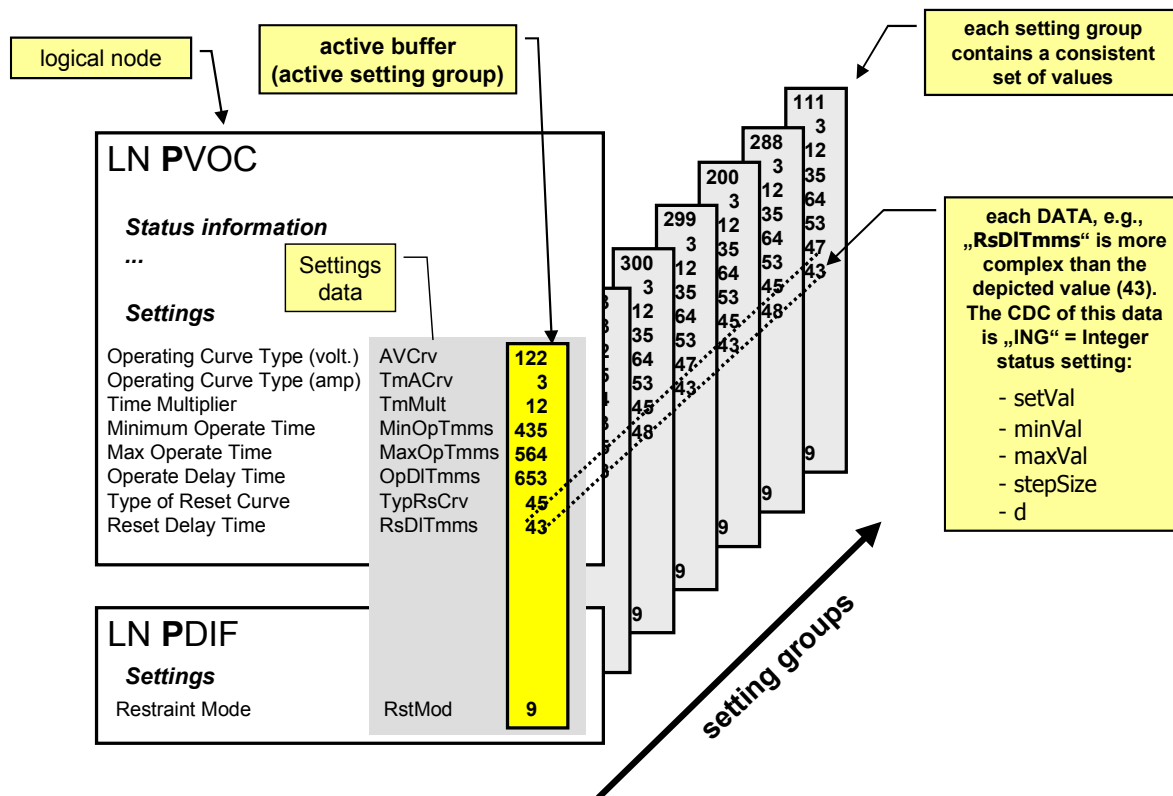 logical node
active buffer
(active setting group)
each setting group
contains a consistent
set of values
LN PVOC
Status information
...
Settings
Settings
data
Operating Curve Type (volt.) AVCrv 122
Operating Curve Type (amp) TmACrv 3
Time Multiplier TmMult 12
Minimum Operate Time MinOpTmms 435
Max Operate Time MaxOpTmms 564
Operate Delay Time OpDlTmms 653
Type of Reset Curve TypRsCrv 45
Reset Delay Time RsDlTmms 43
LN PDIF
Settings
Restraint Mode RstMod 9
300
3
12
35
64
53
45
48
9
299
3
12
35
64
53
47
43
9
200
3
12
35
64
53
45
43
9
288
3
12
35
64
53
45
48
9
111
3
12
35
64
53
47
43
9
each DATA, e.g.,
„RsDlTmms“ is more
complex than the
depicted value (43).
The CDC of this data
is „ING“ = Integer
status setting:
- setVal
- minVal
- maxVal
- stepSize
- d
setting groups